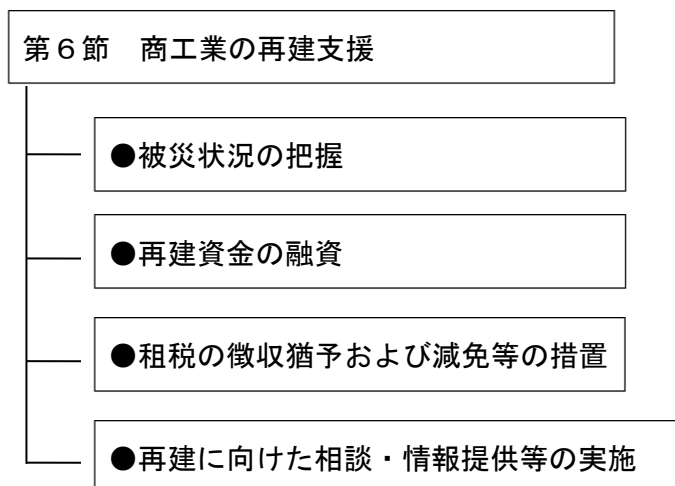 第６節　商工業の再建支援
●被災状況の把握
●再建資金の融資
●租税の徴収猶予および減免等の措置
●再建に向けた相談・情報提供等の実施